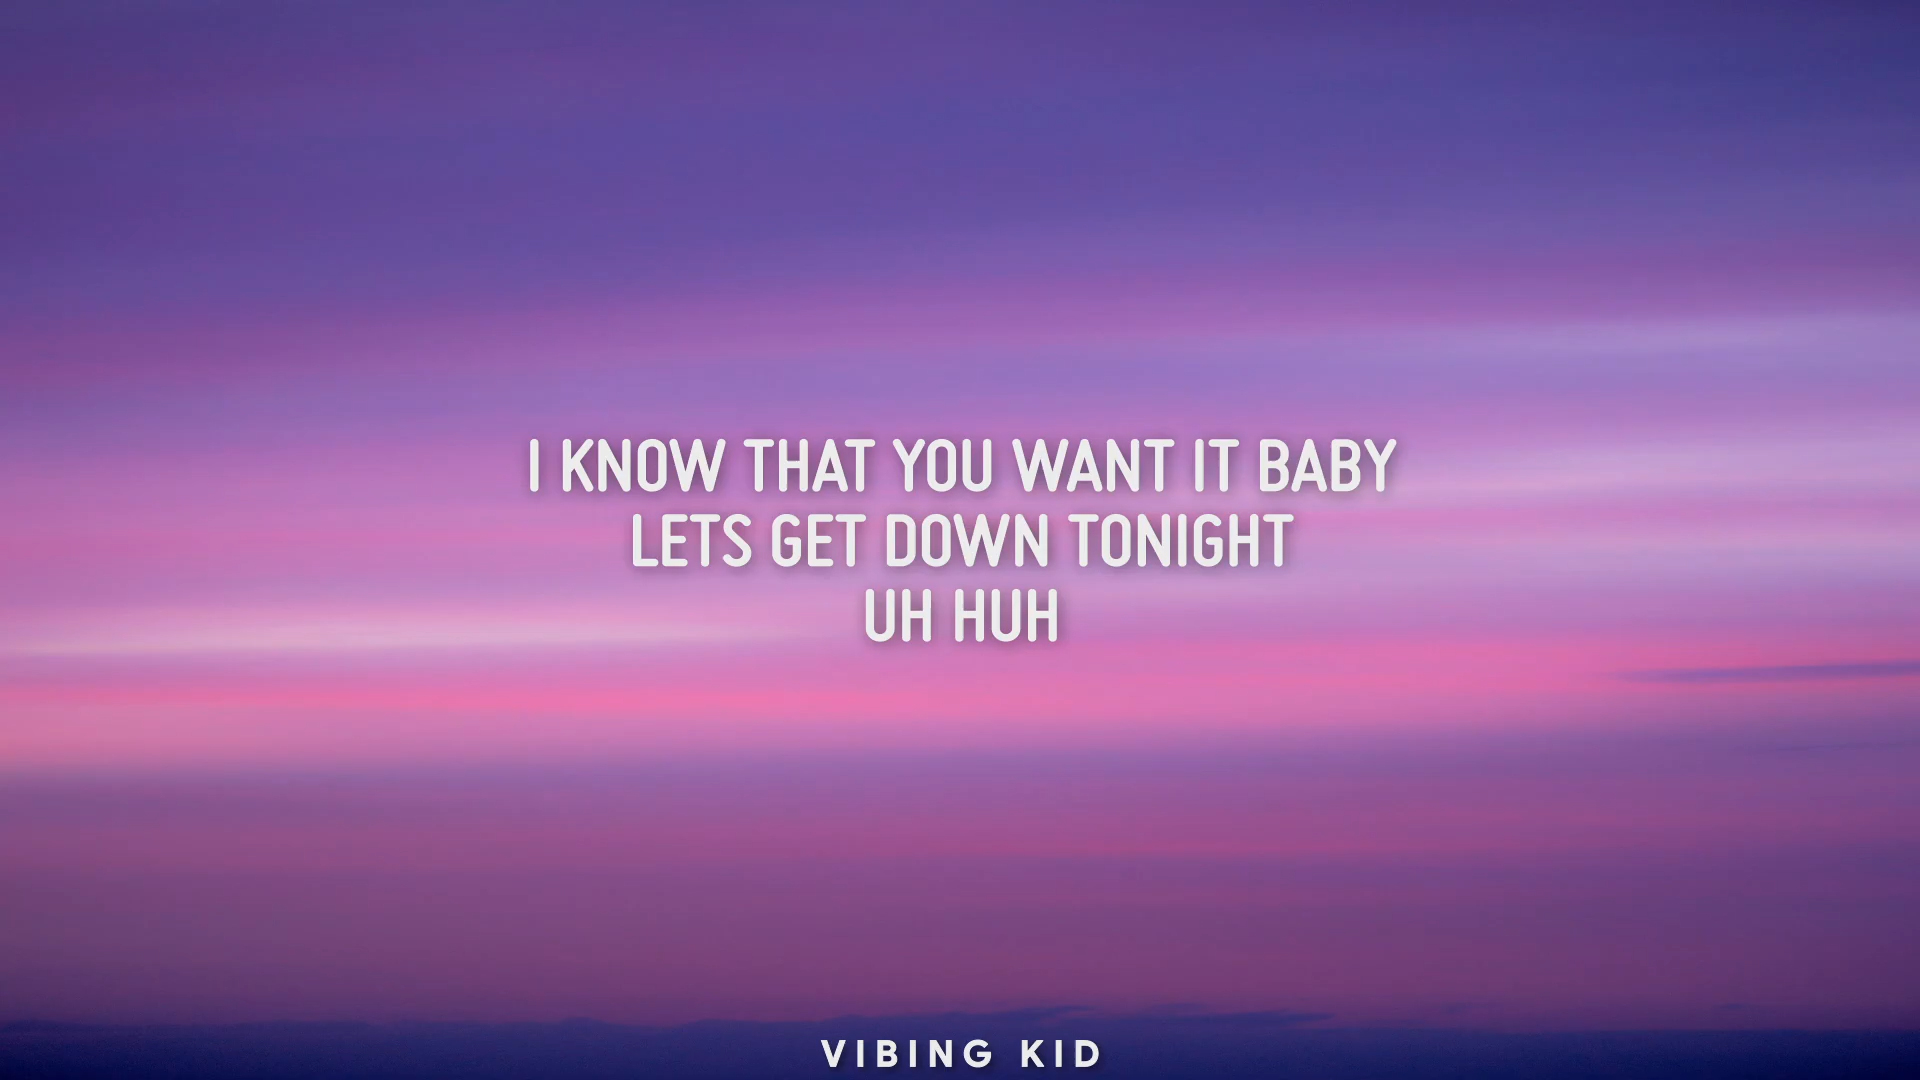 I KNOW THAT YOU WANT IT BABY
LETS GET DOWN TONIGHT
UH HUH
VIBING KID